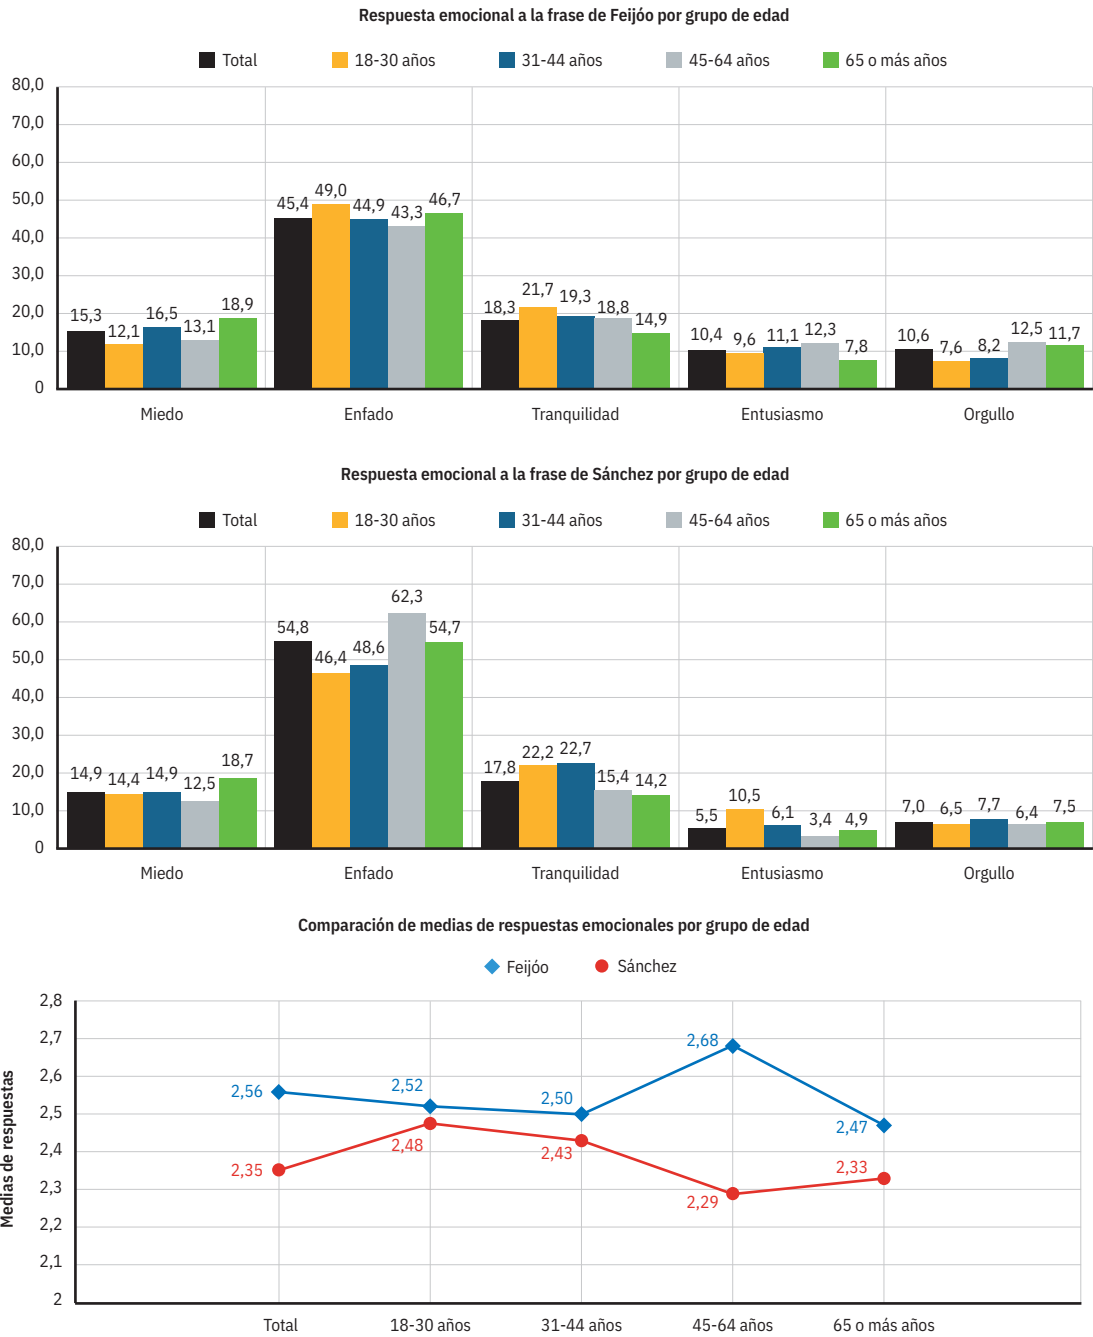 Respuesta emocional a la frase de Feijóo por grupo de edad
Total 18-30 años 31-44 años 45-64 años 65 o más años
80,0
70,0
60,0
50,0
40,0
30,0
20,0
10,0
0
15,3 12,1 16,5 13,1 18,9
45,4 49,0 44,9 43,3 46,7
18,3 21,7 19,3 18,8 14,9
10,4 9,6 11,1 12,3 7,8
10,6 7,6 8,2 12,5 11,7
Miedo Enfado Tranquilidad Entusiasmo Orgullo
Respuesta emocional a la frase de Sánchez por grupo de edad
Total 18-30 años 31-44 años 45-64 años 65 o más años
80,0
70,0
60,0
50,0
40,0
30,0
20,0
10,0
0
14,9 14,4 14,9 12,5 18,7
54,8 46,4 48,6 62,3 54,7
17,8 22,2 22,7 15,4 14,2
5,5 10,5 6,1 3,4 4,9
7,0 6,5 7,7 6,4 7,5
Miedo Enfado Tranquilidad Entusiasmo Orgullo
Comparación de medias de respuestas emocionales por grupo de edad
Feijóo Sánchez
Medias de respuestas
2,8
2,7
2,6
2,5
2,4
2,3
2,2
2,1
2
2,56 2,52 2,50 2,68 2,47
2,35 2,48 2,43 2,29 2,33
Total 18-30 años 31-44 años 45-64 años 65 o más años